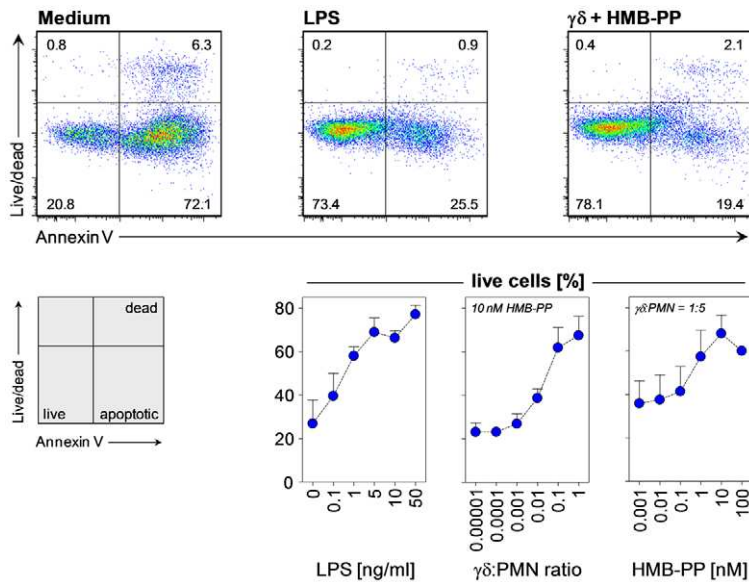 Medium LPS γδ + HMB-PP
0.8 6.3 0.2 0.9 0.4 2.1
Live/dead
20.8 72.1 73.4 25.5 78.1 19.4
Annexin V
live cells [%]
dead
Live/dead
live apoptotic
Annexin V
80
60
40
20
0
0 0.1 1 5 10 50
LPS [ng/ml]
10 nM HMB-PP
0.00001 0.0001 0.001 0.01 0.1 1
γδ:PMN ratio
γδ:PMN = 1:5
0.001 0.01 0.1 1 10 100
HMB-PP [nM]